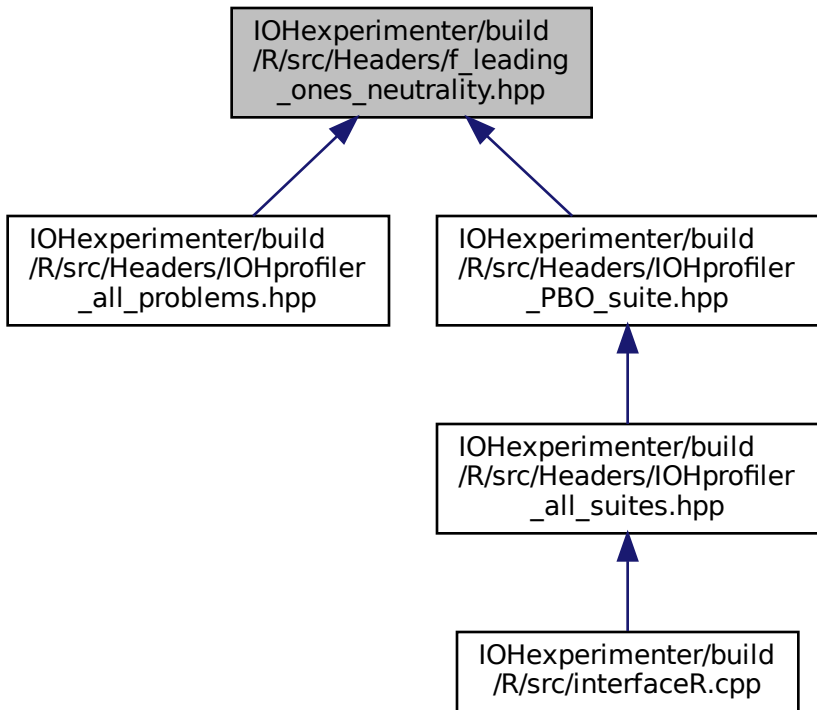 IOHexperimenter/build
/R/src/Headers/f_leading
_ones_neutrality.hpp
IOHexperimenter/build
/R/src/Headers/IOHprofiler
_all_problems.hpp
IOHexperimenter/build
/R/src/Headers/IOHprofiler
_PBO_suite.hpp
IOHexperimenter/build
/R/src/Headers/IOHprofiler
_all_suites.hpp
IOHexperimenter/build
/R/src/interfaceR.cpp